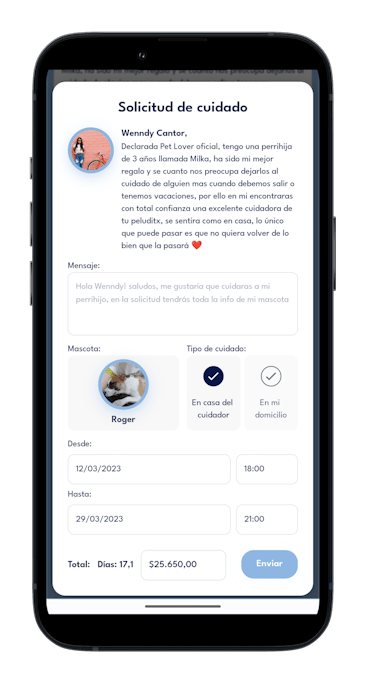 Solicitud de cuidado
Wenndy Cantor,
Declarada Pet Lover oficial, tengo una perrihija
de 3 años llamada Milka, ha sido mi mejor
regalo y se cuanto nos preocupa dejarlos al
cuidado de alguien mas cuando debemos salir o
tenemos vacaciones, por ello en mi encontraras
con total confianza una excelente cuidadora de
tu peluditx, se sentira como en casa, lo único
que puede pasar es que no quiera volver de lo
bien que la pasará ❤️
Mensaje:
Hola Wenndy! saludos, me gustaria que cuidaras a mi
perrihijo, en la solicitud tendrás toda la info de mi mascota
Mascota:
Tipo de cuidado:
Roger
En casa del
cuidador
En mi
domicilio
Desde:
12/03/2023
18:00
Hasta:
29/03/2023
21:00
Total: Días: 17,1
$25.650,00
Enviar